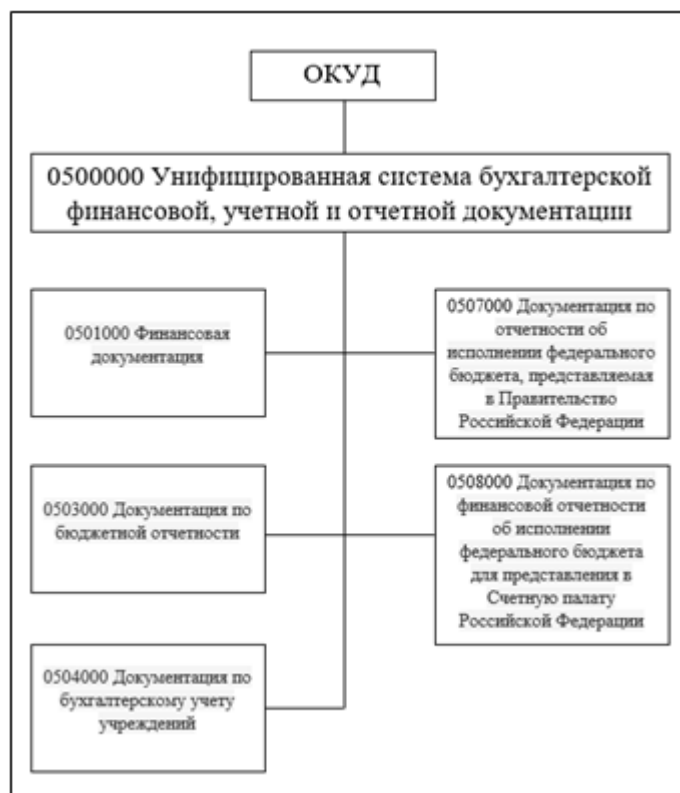 ОКУД
0500000 Унифицированная система бухгалтерской
финансовой, учетной и отчетной документации
0501000 Финансовая
документация
0507000 Документация по
отчетности об
исполнении федерального
бюджета, представляемая
в Правительство
Российской Федерации
0503000 Документация по
бюджетной отчетности
0508000 Документация по
финансовой отчетности
об исполнении
федерального бюджета
для представления в
Счетную палату
Российской Федерации
0504000 Документация по
бухгалтерскому учету
учреждений